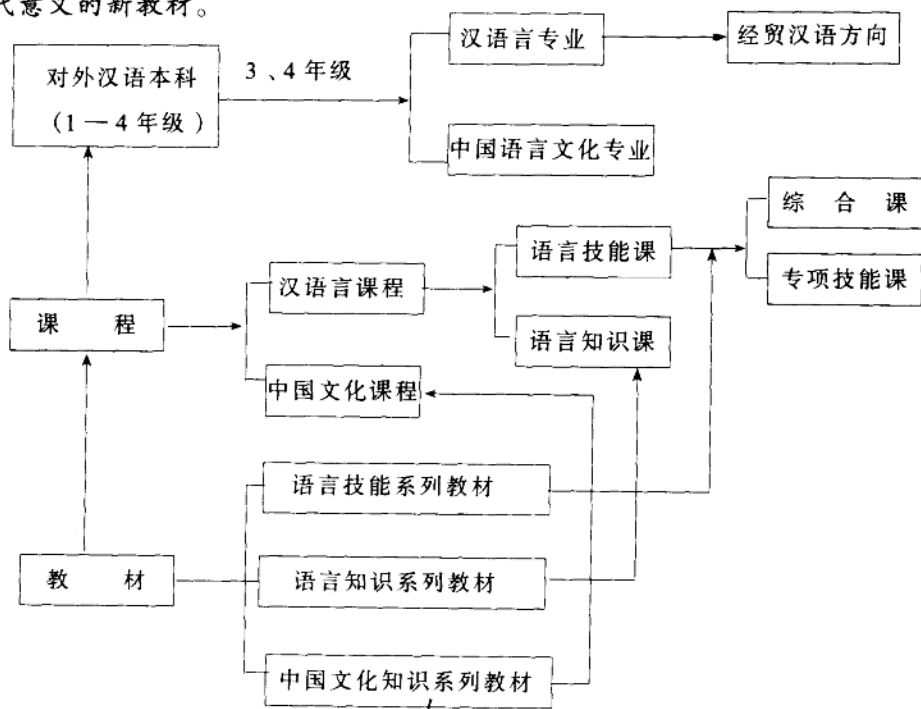 代意义的新教材。
汉语言专业
经贸汉语方向
对外汉语本科
(1—4年级)
3、4年级
中国语言文化专业
综 合 课
语言技能课
专项技能课
汉语言课程
课 程
语言知识课
中国文化课程
语言技能系列教材
教 材
语言知识系列教材
中国文化知识系列教材